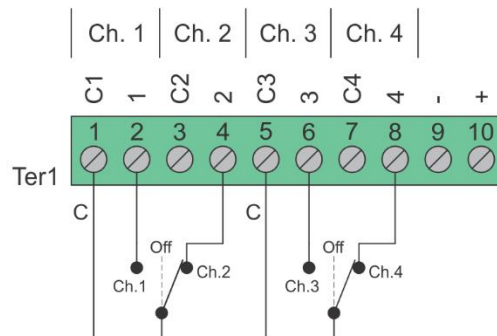 Ch. 1 Ch. 2 Ch. 3 Ch. 4
C1 1 C2 2 C3 3 C4 4 - +
1 2 3 4 5 6 7 8 9 10
Ter1
C C
Off Off
Ch.1 Ch.2 Ch.3 Ch.4